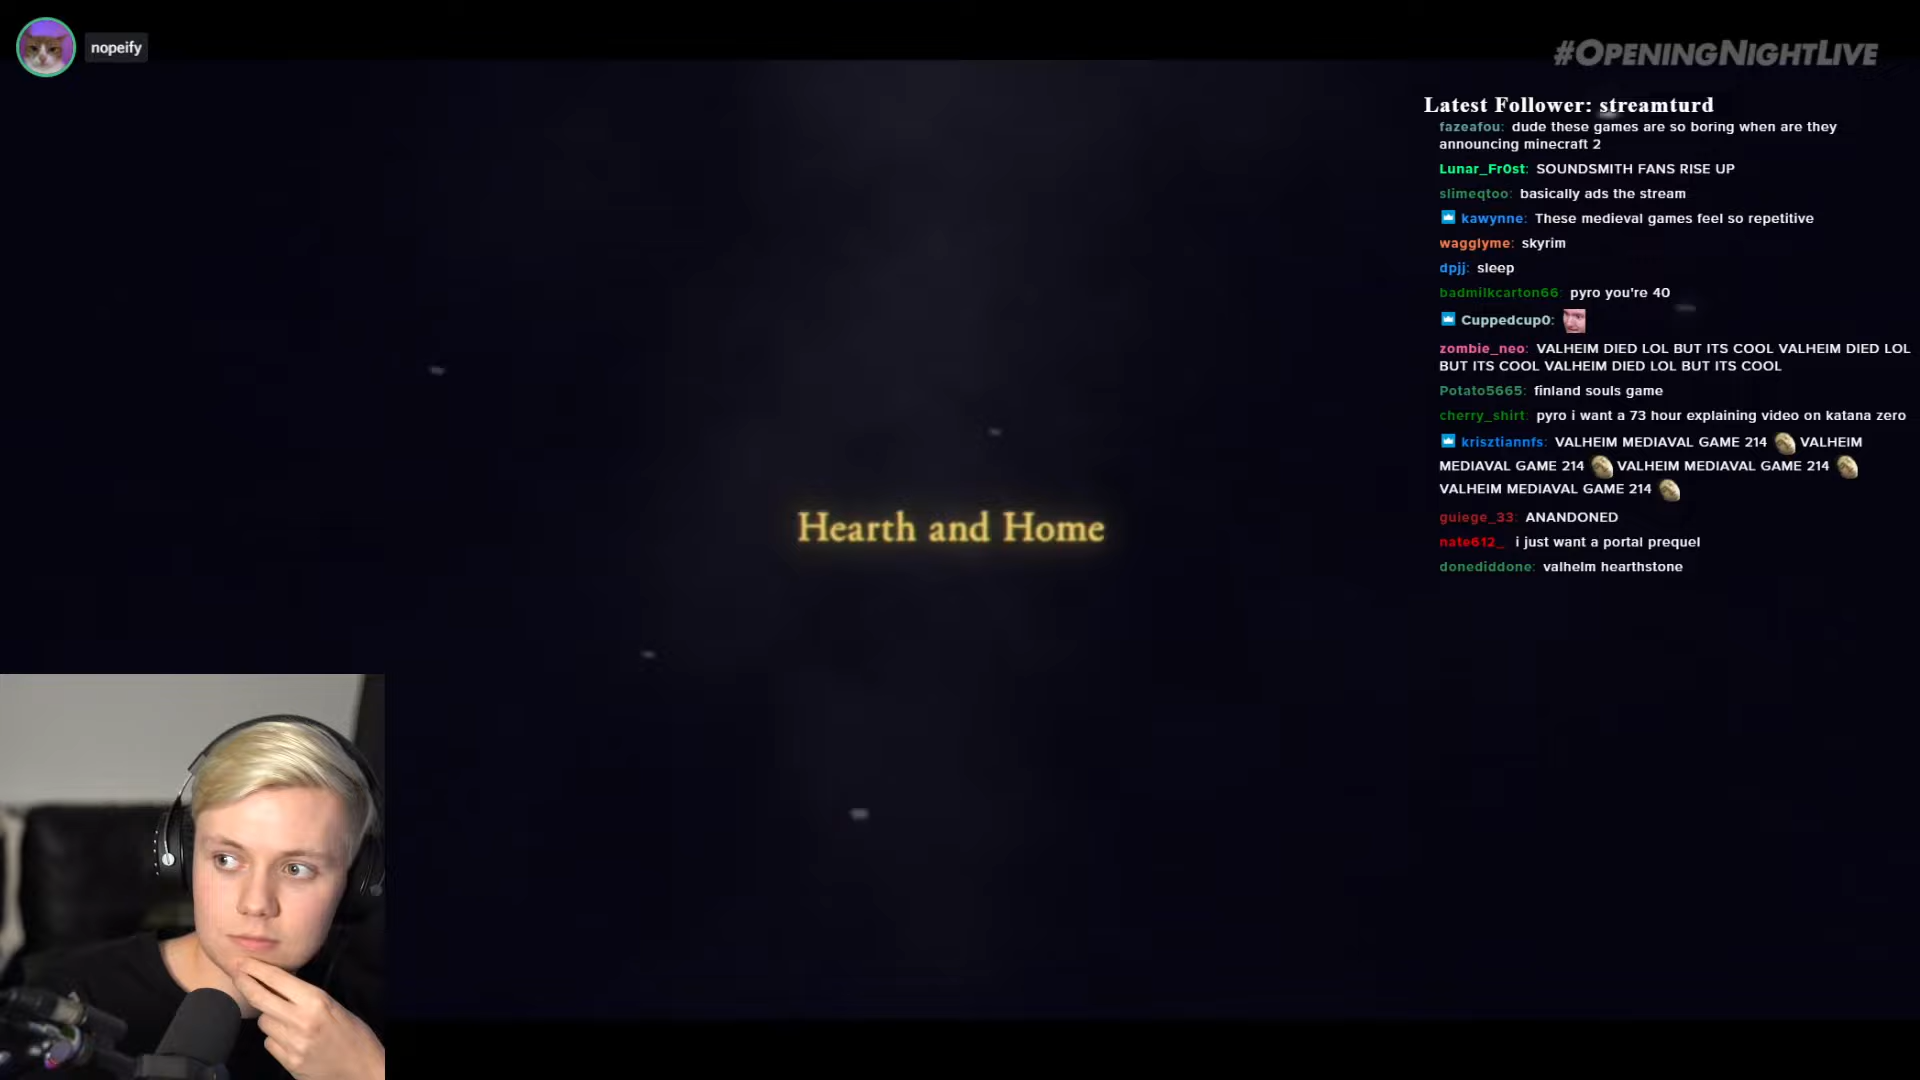 nopeify
#OPENINGNIGHTLIVE
Latest Follower: streamturd
fazeafou: dude these games are so boring when are they
announcing minecraft 2
Lunar_Fr0st: SOUNDSMITH FANS RISE UP
slimeqtoo: basically ads the stream
kawynne: These medieval games feel so repetitive
wagglyme: skyrim
dpjj: sleep
badmilkcarton66: pyro you're 40
Cuppedcup0:
zombie_neo: VALHEIM DIED LOL BUT ITS COOL VALHEIM DIED LOL
BUT ITS COOL VALHEIM DIED LOL BUT ITS COOL
Potato5665: finland souls game
cherry_shirt: pyro i want a 73 hour explaining video on katana zero
krisztiannfs: VALHEIM MEDIAVAL GAME 214 VALHEIM
MEDIAVAL GAME 214 VALHEIM MEDIAVAL GAME 214
VALHEIM MEDIAVAL GAME 214
guiege_33: ANANDONED
nate612_ i just want a portal prequel
donediddone: valhelm hearthstone
Hearth and Home